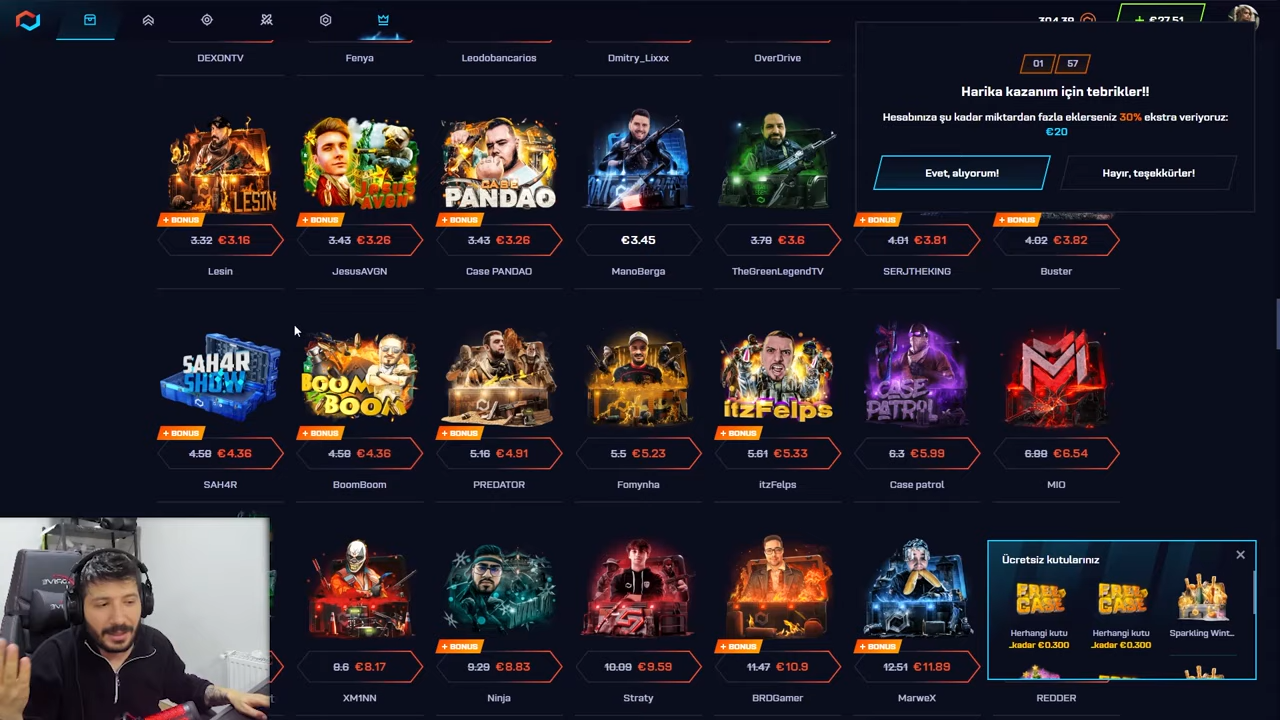 304.39
+ €27.51
DEXONTV
Fenya
Leodobancarios
Dmitry_Lixxx
OverDrive
01 57
Harika kazanım için tebrikler!!
Hesabınıza şu kadar miktardan fazla eklerseniz 30% ekstra veriyoruz:
€20
Evet, alıyorum!
Hayır, teşekkürler!
LESIN
JESUS
AVGN
CASE
PANDAO
+ BONUS
+ BONUS
+ BONUS
+ BONUS
+ BONUS
3.32 €3.16
3.43 €3.26
3.43 €3.26
€3.45
3.78 €3.6
4.01 €3.81
4.02 €3.82
Lesin
JesusAVGN
Case PANDAO
ManoBerga
TheGreenLegendTV
SERJTHEKING
Buster
SAH4R
SHOW
BOOM
BOOM
itzFelps
CASE
PATROL
+ BONUS
+ BONUS
+ BONUS
+ BONUS
4.58 €4.36
4.58 €4.36
5.16 €4.91
5.5 €5.23
5.61 €5.33
6.3 €5.99
6.88 €6.54
SAH4R
BoomBoom
PREDATOR
Fomynha
itzFelps
Case patrol
MIO
+ BONUS
+ BONUS
+ BONUS
8.6 €8.17
9.29 €8.83
10.09 €9.59
11.47 €10.9
12.51 €11.89
XM1NN
Ninja
Straty
BRDGamer
MarweX
REDDER
Ücretsiz kutularınız
FREE
CASE
FREE
CASE
Herhangi kutu
Herhangi kutu
Sparkling Wint...
..kadar €0.300
..kadar €0.300